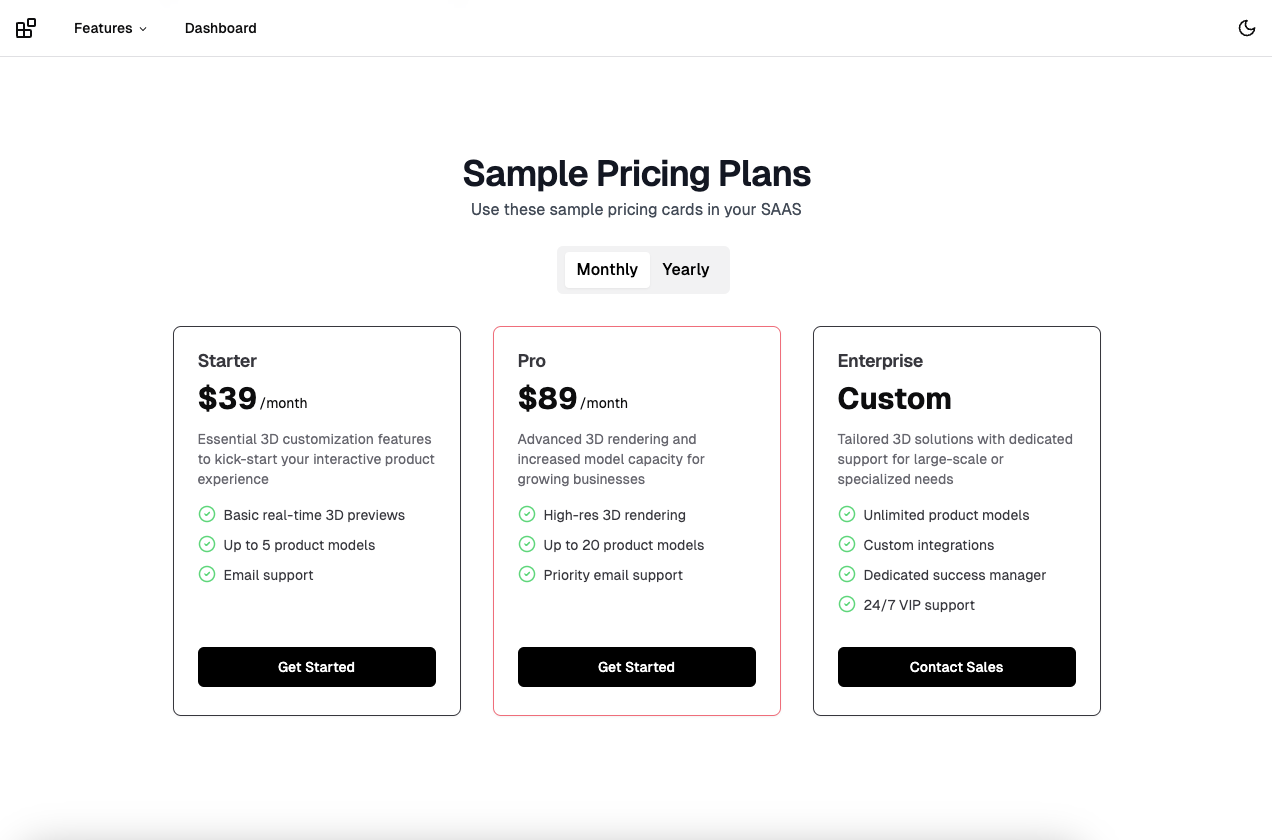 Features
Dashboard
Sample Pricing Plans
Use these sample pricing cards in your SAAS
Monthly
Yearly
Starter
$39/month
Essential 3D customization features
to kick-start your interactive product
experience
Basic real-time 3D previews
Up to 5 product models
Email support
Get Started
Pro
$89/month
Advanced 3D rendering and
increased model capacity for
growing businesses
High-res 3D rendering
Up to 20 product models
Priority email support
Get Started
Enterprise
Custom
Tailored 3D solutions with dedicated
support for large-scale or
specialized needs
Unlimited product models
Custom integrations
Dedicated success manager
24/7 VIP support
Contact Sales